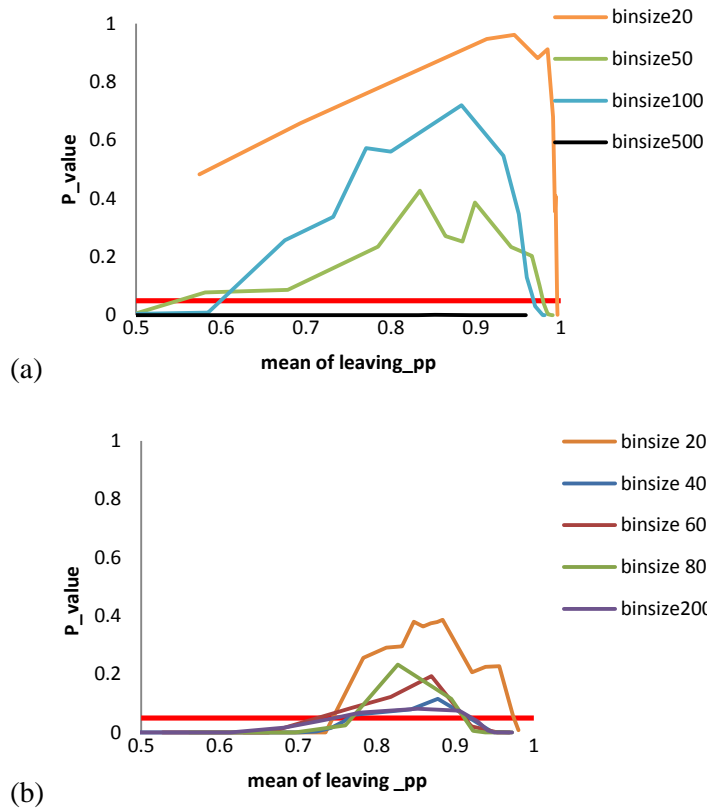 binsize20
binsize50
binsize100
binsize500
1
0.8
0.6
0.4
0.2
0
P_value
0.5
0.6
0.7
0.8
0.9
1
mean of leaving_pp
(a)
binsize 20
binsize 40
binsize 60
binsize 80
binsize200
1
0.8
0.6
0.4
0.2
0
P_value
0.5
0.6
0.7
0.8
0.9
1
mean of leaving _pp
(b)